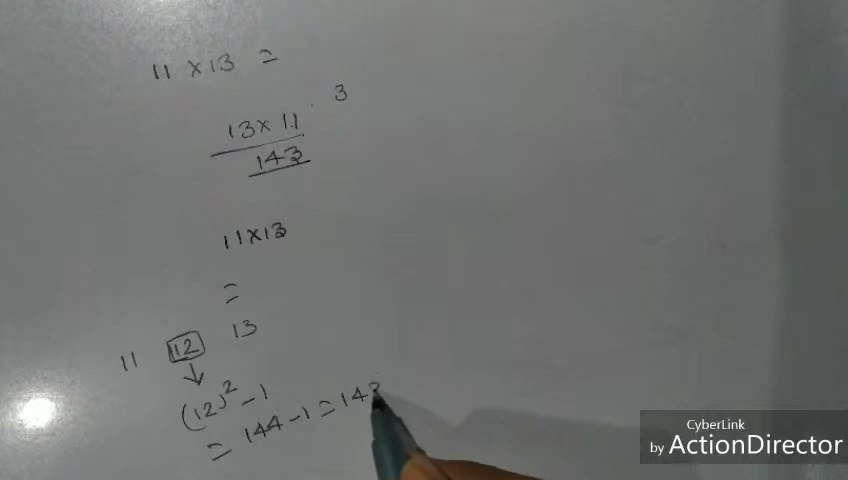 11 × 13 =
3
13 × 11
143
11×13
=
11 12 13
↓
(12)² − 1
= 144 − 1 = 143
CyberLink
by ActionDirector